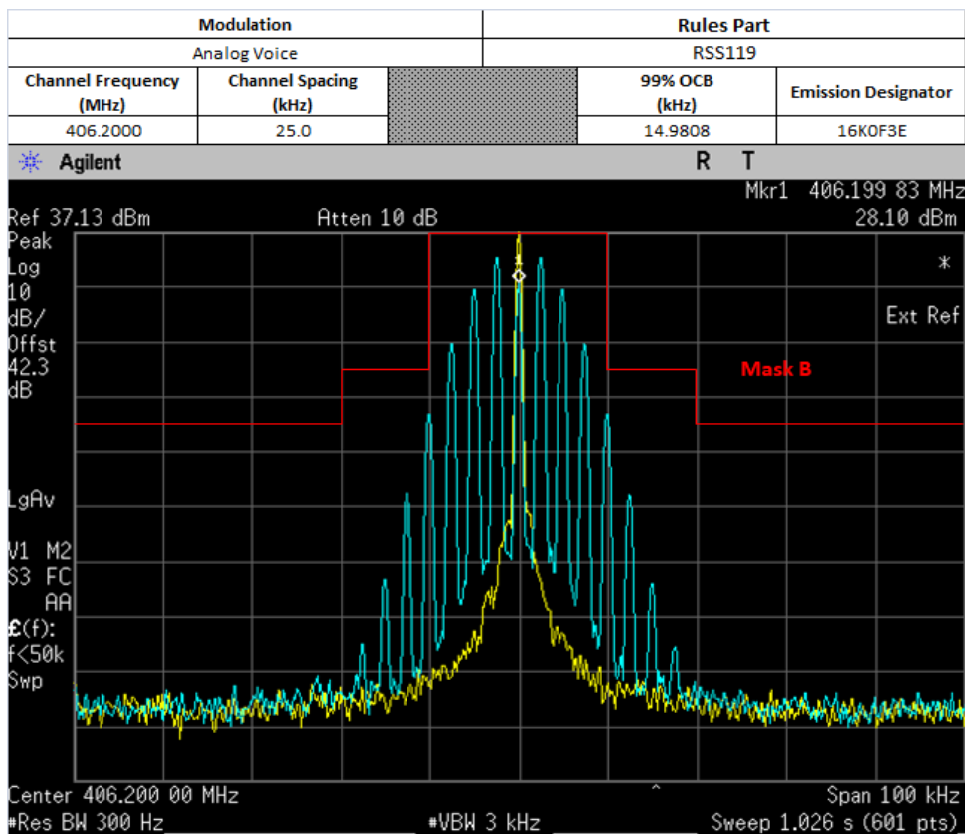 Modulation Rules Part
Analog Voice RSS119
Channel Frequency (MHz) Channel Spacing (kHz) 99% OCB (kHz) Emission Designator
406.2000 25.0 14.9808 16K0F3E
Agilent R T
Mkr1 406.199 83 MHz
Ref 37.13 dBm Atten 10 dB 28.10 dBm
Peak
Log
10
dB/
Offst
42.3
dB
*
Ext Ref
Mask B
LgAv
V1 M2
S3 FC
AA
£(f):
f<50k
Swp
Center 406.200 00 MHz Span 100 kHz
#Res BW 300 Hz #VBW 3 kHz Sweep 1.026 s (601 pts)